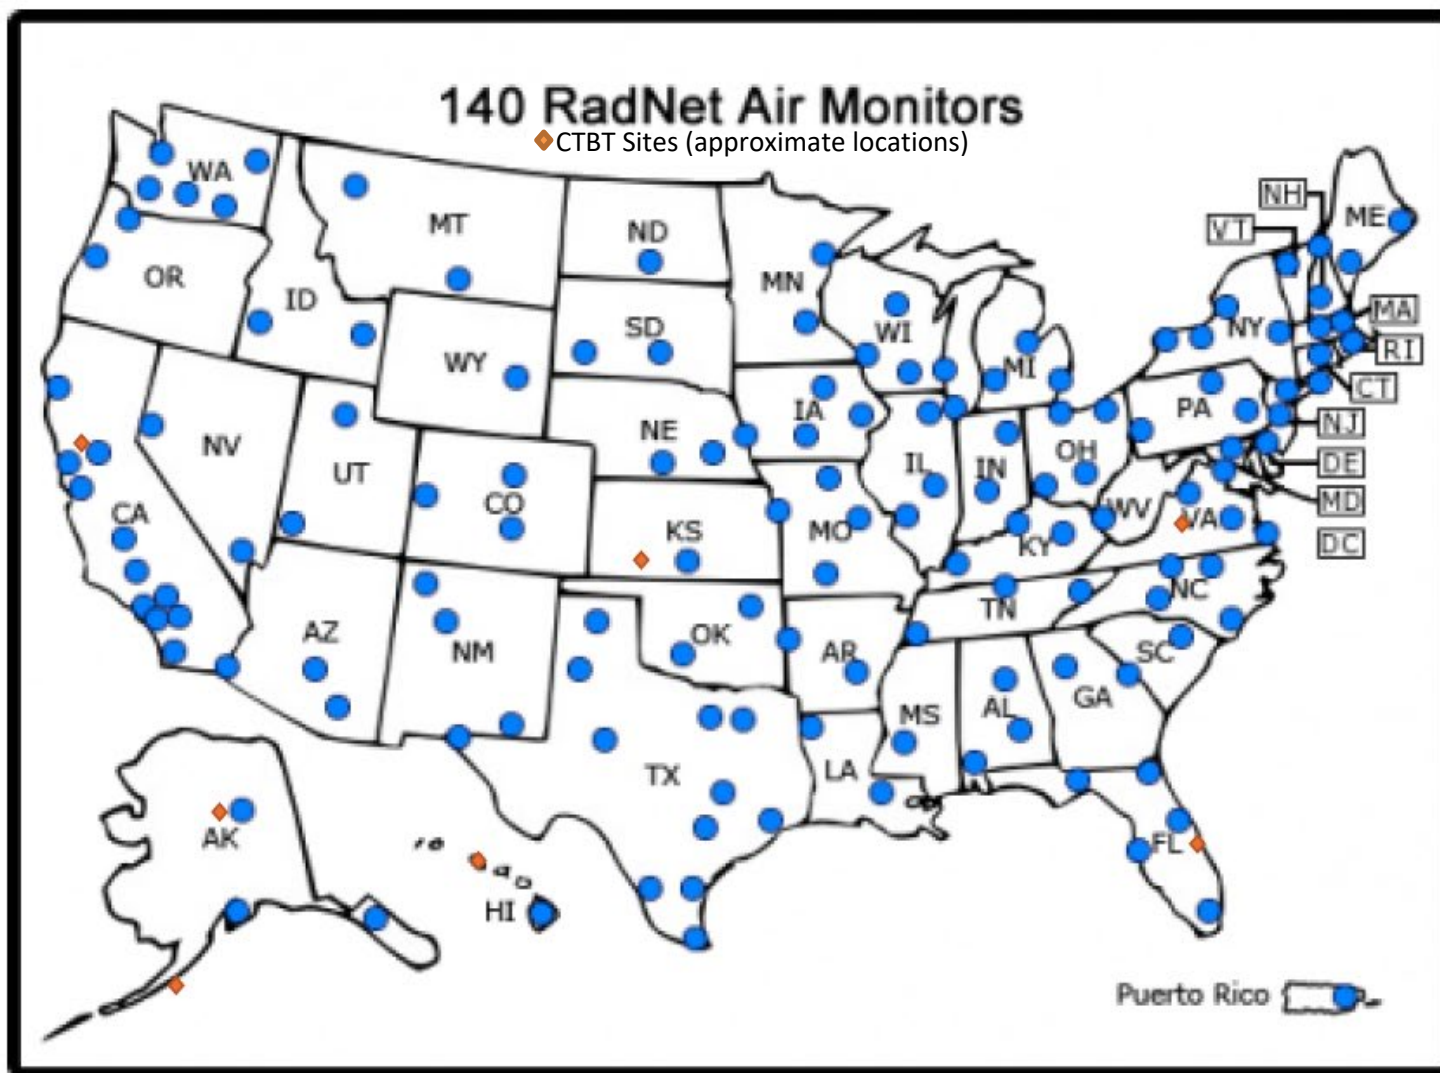 140 RadNet Air Monitors
CTBT Sites (approximate locations)
WA
MT
ND
MN
OR
ID
SD
WI
MI
NH
VT
ME
NY
MA
RI
CT
WY
IA
NE
PA
NJ
NV
UT
CO
IL
IN
OH
DE
CA
KS
MO
WV
VA
MD
KY
DC
AZ
NM
OK
AR
TN
NC
SC
MS
AL
GA
TX
LA
AK
HI
FL
Puerto Rico